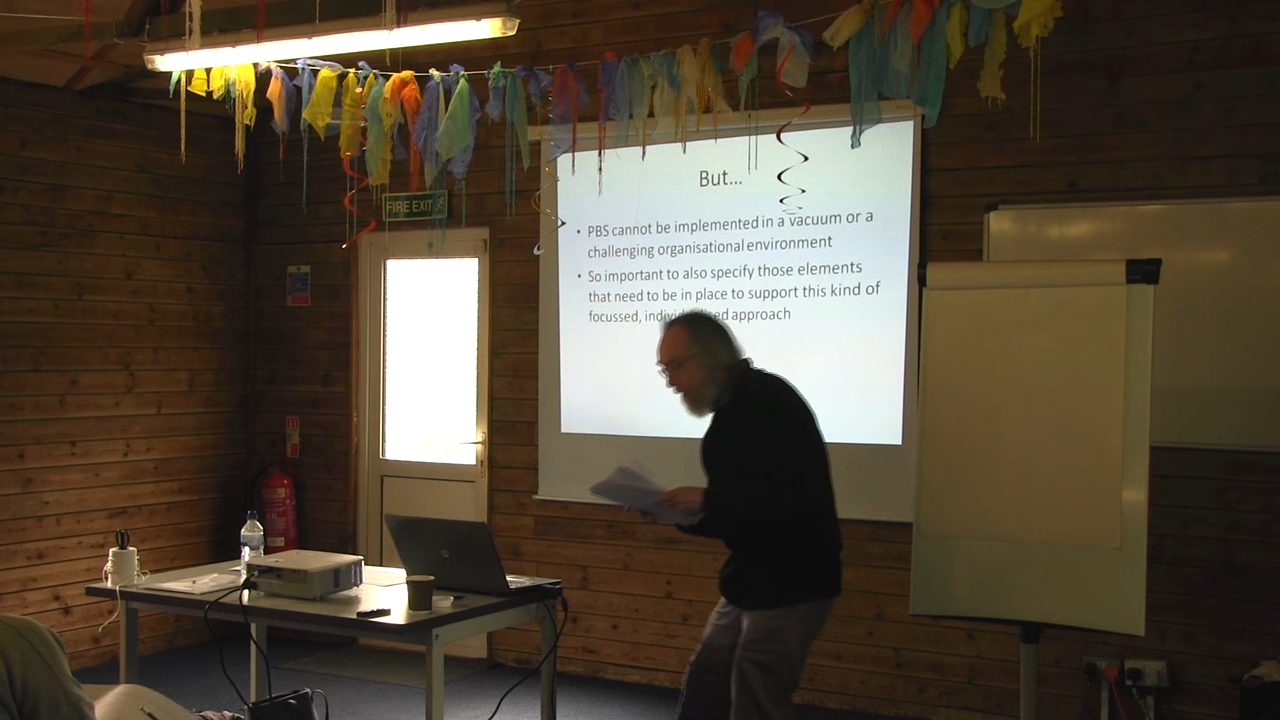 But...
• PBS cannot be implemented in a vacuum or a
challenging organisational environment
• So important to also specify those elements
that need to be in place to support this kind of
focussed, individualised approach
FIRE EXIT